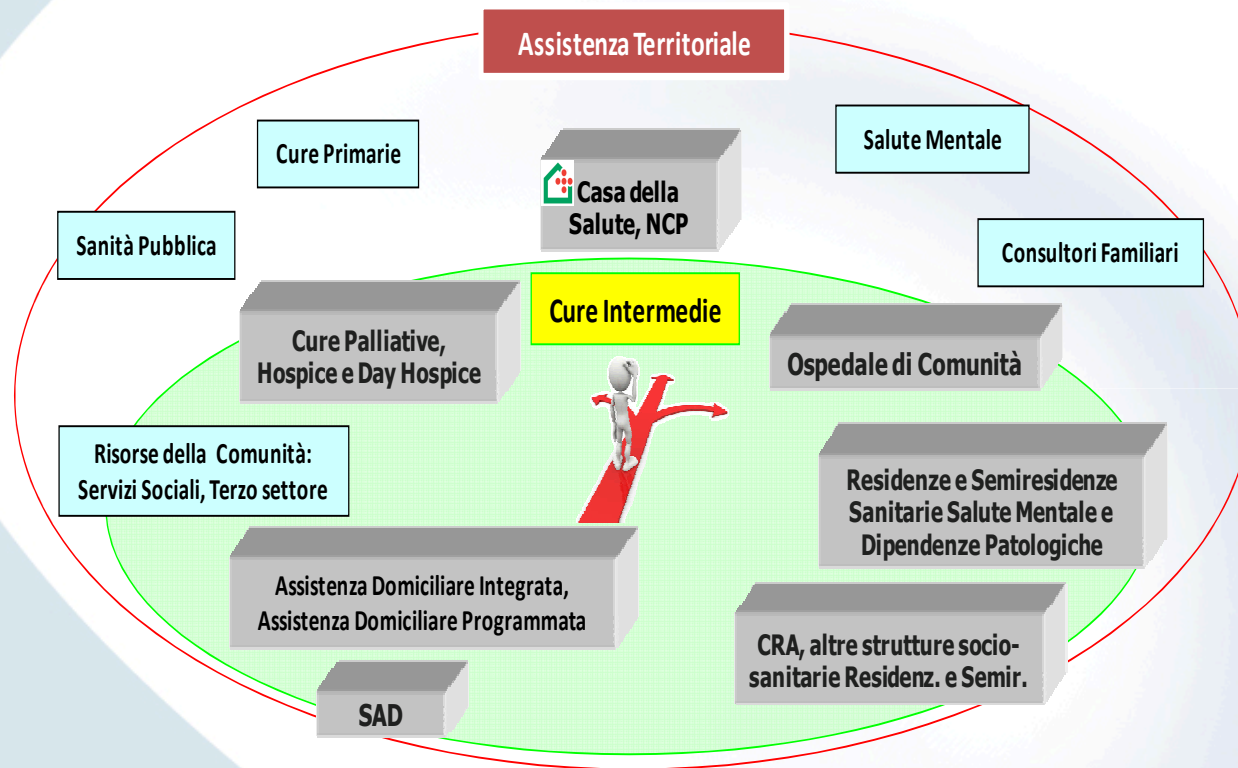 Assistenza Territoriale
Cure Primarie
Salute Mentale
Casa della
Salute, NCP
Sanità Pubblica
Consultori Familiari
Cure Intermedie
Cure Palliative,
Hospice e Day Hospice
Ospedale di Comunità
Risorse della Comunità:
Servizi Sociali, Terzo settore
Residenze e Semiresidenze
Sanitarie Salute Mentale e
Dipendenze Patologiche
Assistenza Domiciliare Integrata,
Assistenza Domiciliare Programmata
CRA, altre strutture socio-
sanitarie Residenz. e Semir.
SAD